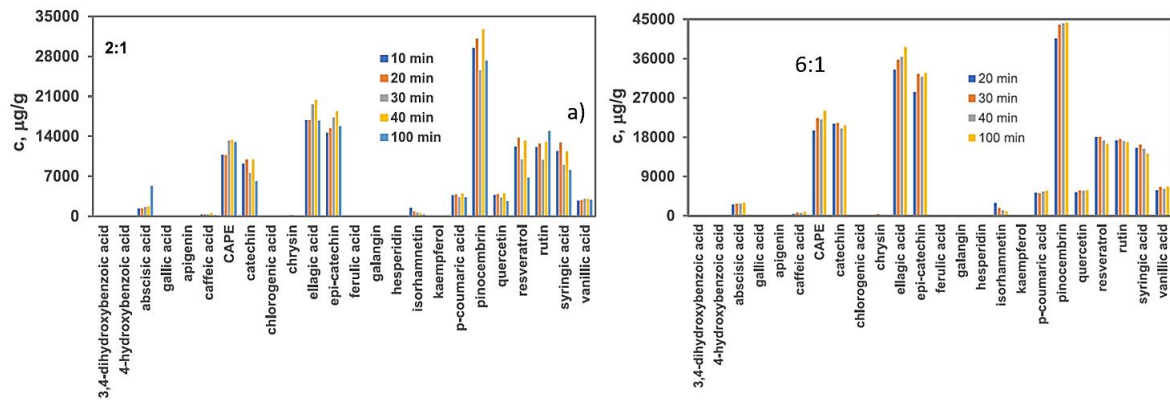 35000
28000
21000
14000
7000
0
c, µg/g
2:1
10 min
20 min
30 min
40 min
100 min
a)
3,4-dihydroxybenzoic acid
4-hydroxybenzoic acid
abscisic acid
gallic acid
apigenin
caffeic acid
CAPE
catechin
chlorogenic acid
chrysin
ellagic acid
epi-catechin
ferulic acid
galangin
hesperidin
isorhamnetin
kaempferol
p-coumaric acid
pinocembrin
quercetin
resveratrol
rutin
syringic acid
vanillic acid
45000
36000
27000
18000
9000
0
c, µg/g
6:1
20 min
30 min
40 min
100 min
3,4-dihydroxybenzoic acid
4-hydroxybenzoic acid
abscisic acid
gallic acid
apigenin
caffeic acid
CAPE
catechin
chlorogenic acid
chrysin
ellagic acid
epi-catechin
ferulic acid
galangin
hesperidin
isorhamnetin
kaempferol
p-coumaric acid
pinocembrin
quercetin
resveratrol
rutin
syringic acid
vanillic acid